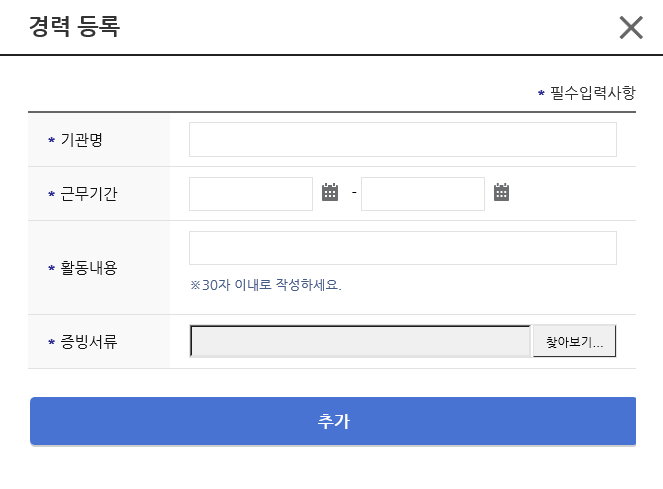 경력 등록
* 필수입력사항
* 기관명
* 근무기간
-
* 활동내용
※30자 이내로 작성하세요.
* 증빙서류
찾아보기...
추가